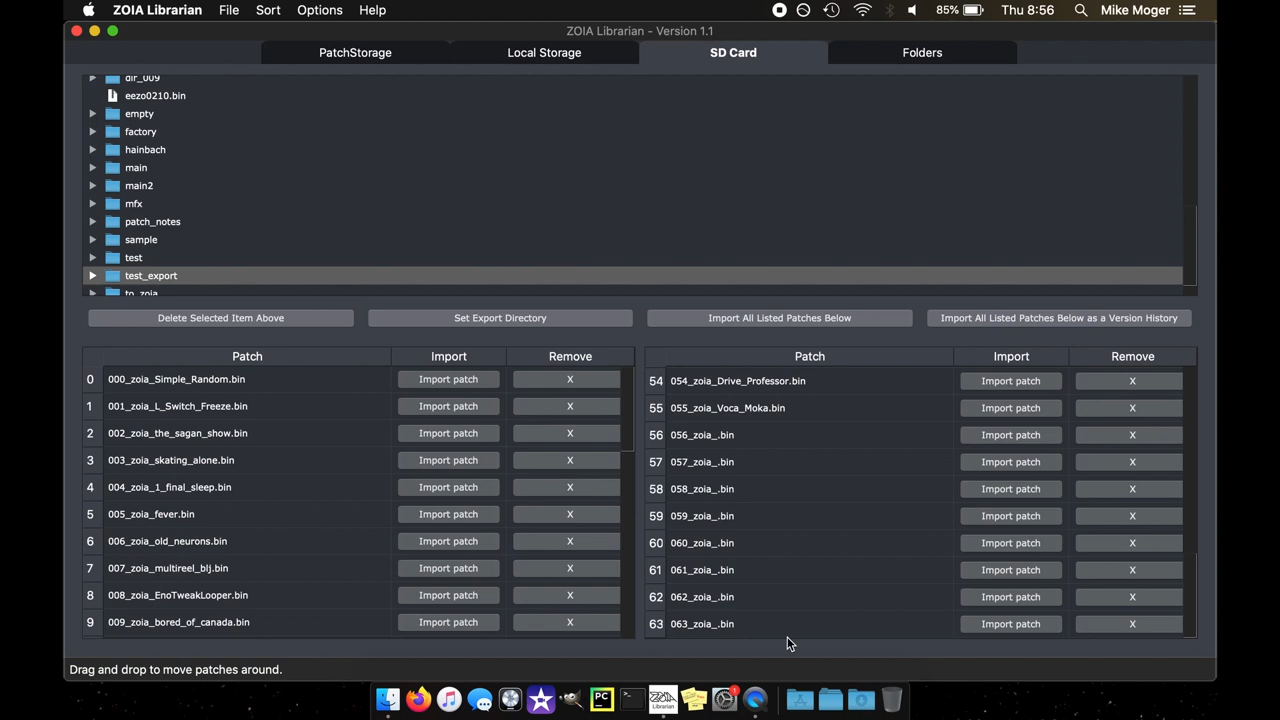 ZOIA Librarian File Sort Options Help 85% Thu 8:56 Mike Moger
ZOIA Librarian - Version 1.1
PatchStorage Local Storage SD Card Folders
dir_009
eezo0210.bin
empty
factory
hainbach
main
main2
mfx
patch_notes
sample
test
test_export
to_zoia
Delete Selected Item Above Set Export Directory Import All Listed Patches Below Import All Listed Patches Below as a Version History
Patch Import Remove Patch Import Remove
0 000_zoia_Simple_Random.bin Import patch X 54 054_zoia_Drive_Professor.bin Import patch X
1 001_zoia_L_Switch_Freeze.bin Import patch X 55 055_zoia_Voca_Moka.bin Import patch X
2 002_zoia_the_sagan_show.bin Import patch X 56 056_zoia_.bin Import patch X
3 003_zoia_skating_alone.bin Import patch X 57 057_zoia_.bin Import patch X
4 004_zoia_1_final_sleep.bin Import patch X 58 058_zoia_.bin Import patch X
5 005_zoia_fever.bin Import patch X 59 059_zoia_.bin Import patch X
6 006_zoia_old_neurons.bin Import patch X 60 060_zoia_.bin Import patch X
7 007_zoia_multireel_blj.bin Import patch X 61 061_zoia_.bin Import patch X
8 008_zoia_EnoTweakLooper.bin Import patch X 62 062_zoia_.bin Import patch X
9 009_zoia_bored_of_canada.bin Import patch X 63 063_zoia_.bin Import patch X
Drag and drop to move patches around.
PC ZOIA Librarian 1